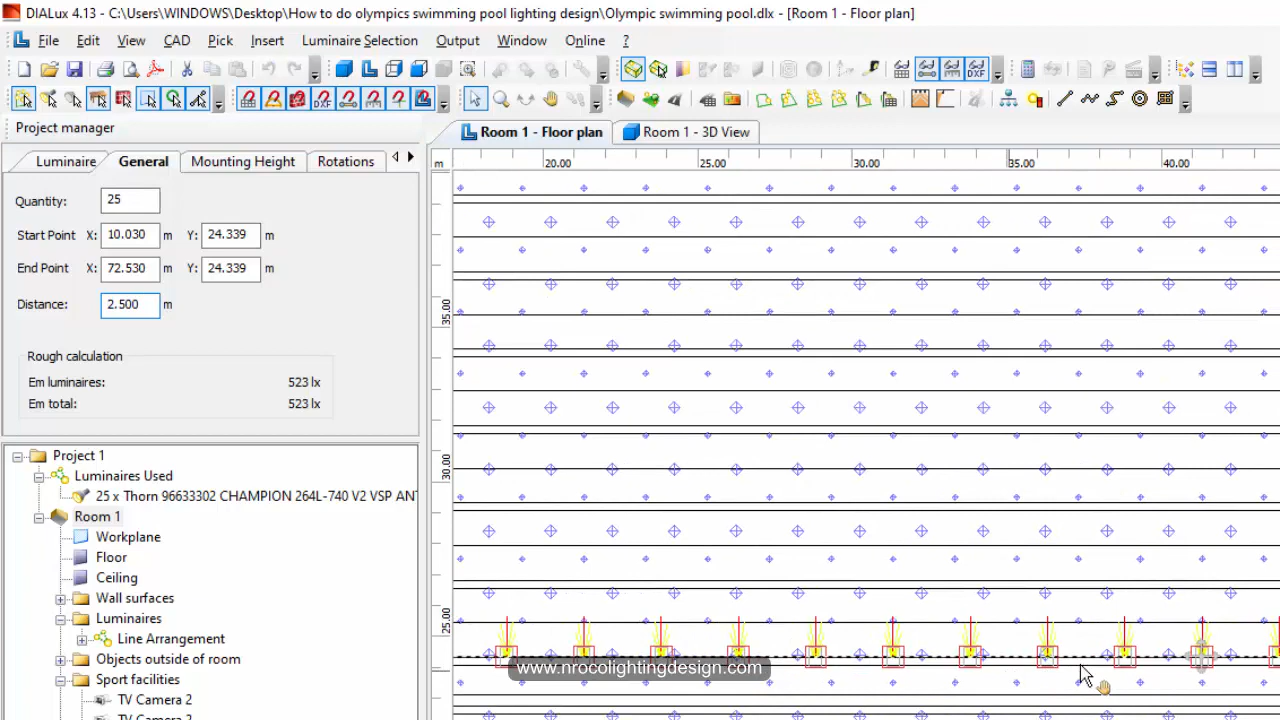 DIALux 4.13 - C:\Users\WINDOWS\Desktop\How to do olympics swimming pool lighting design\Olympic swimming pool.dlx - [Room 1 - Floor plan]
File Edit View CAD Pick Insert Luminaire Selection Output Window Online ?
DXF
DXF
Project manager
Luminaire General Mounting Height Rotations
Quantity: 25
Start Point X: 10.030 m Y: 24.339 m
End Point X: 72.530 m Y: 24.339 m
Distance: 2.500 m
Rough calculation
Em luminaires: 523 lx
Em total: 523 lx
Project 1
Luminaires Used
25 x Thorn 96633302 CHAMPION 264L-740 V2 VSP ANT
Room 1
Workplane
Floor
Ceiling
Wall surfaces
Luminaires
Line Arrangement
Objects outside of room
Sport facilities
TV Camera 2
TV Camera 2
Room 1 - Floor plan Room 1 - 3D View
m 20.00 25.00 30.00 35.00 40.00
35.00
30.00
25.00
www.nrocolightingdesign.com